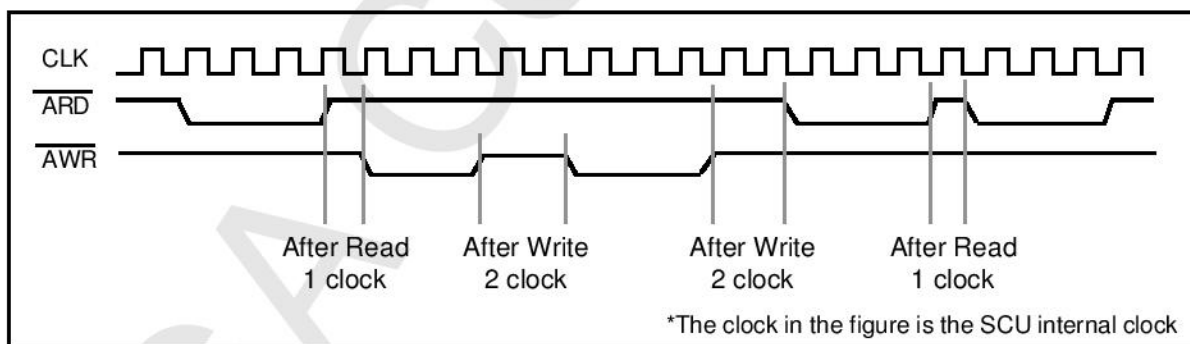 CLK
ARD
AWR
After Read After Write After Write After Read
1 clock 2 clock 2 clock 1 clock
*The clock in the figure is the SCU internal clock